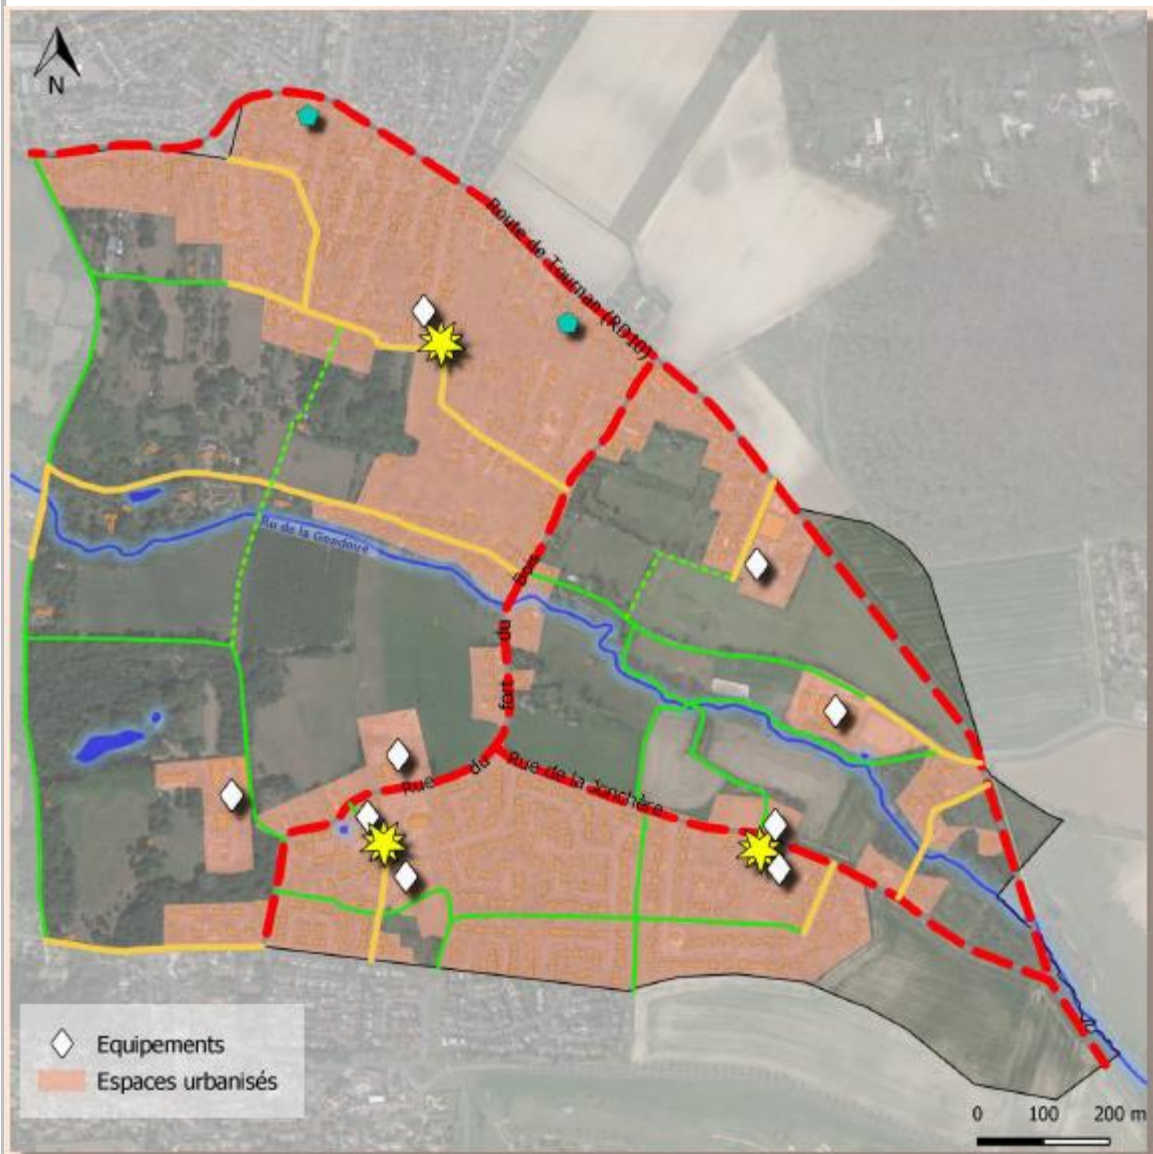 N
Route de Tournan (RD10)
Ru de la Gondoué
Rue du fort du Bois
Rue de la Jonchère
Equipements
Espaces urbanisés
0 100 200 m